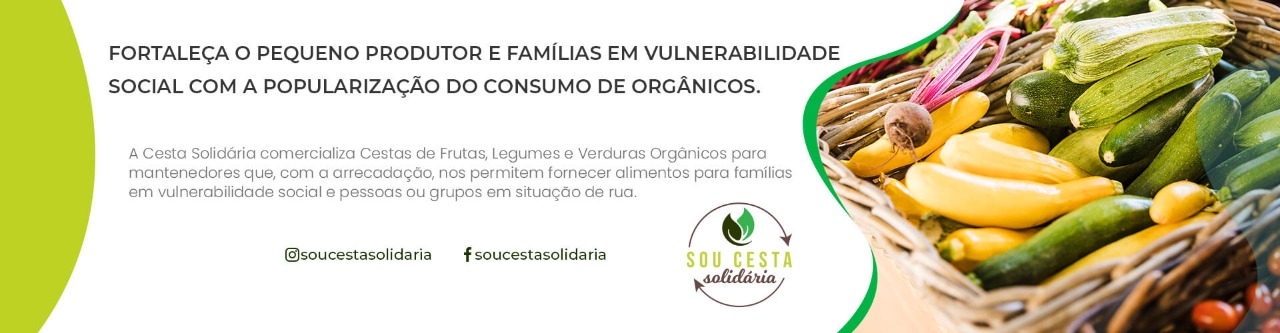 FORTALEÇA O PEQUENO PRODUTOR E FAMÍLIAS EM VULNERABILIDADE
SOCIAL COM A POPULARIZAÇÃO DO CONSUMO DE ORGÂNICOS.
A Cesta Solidária comercializa Cestas de Frutas, Legumes e Verduras Orgânicos para
mantenedores que, com a arrecadação, nos permitem fornecer alimentos para famílias
em vulnerabilidade social e pessoas ou grupos em situação de rua.
soucestasolidaria soucestasolidaria
SOU CESTA
solidária